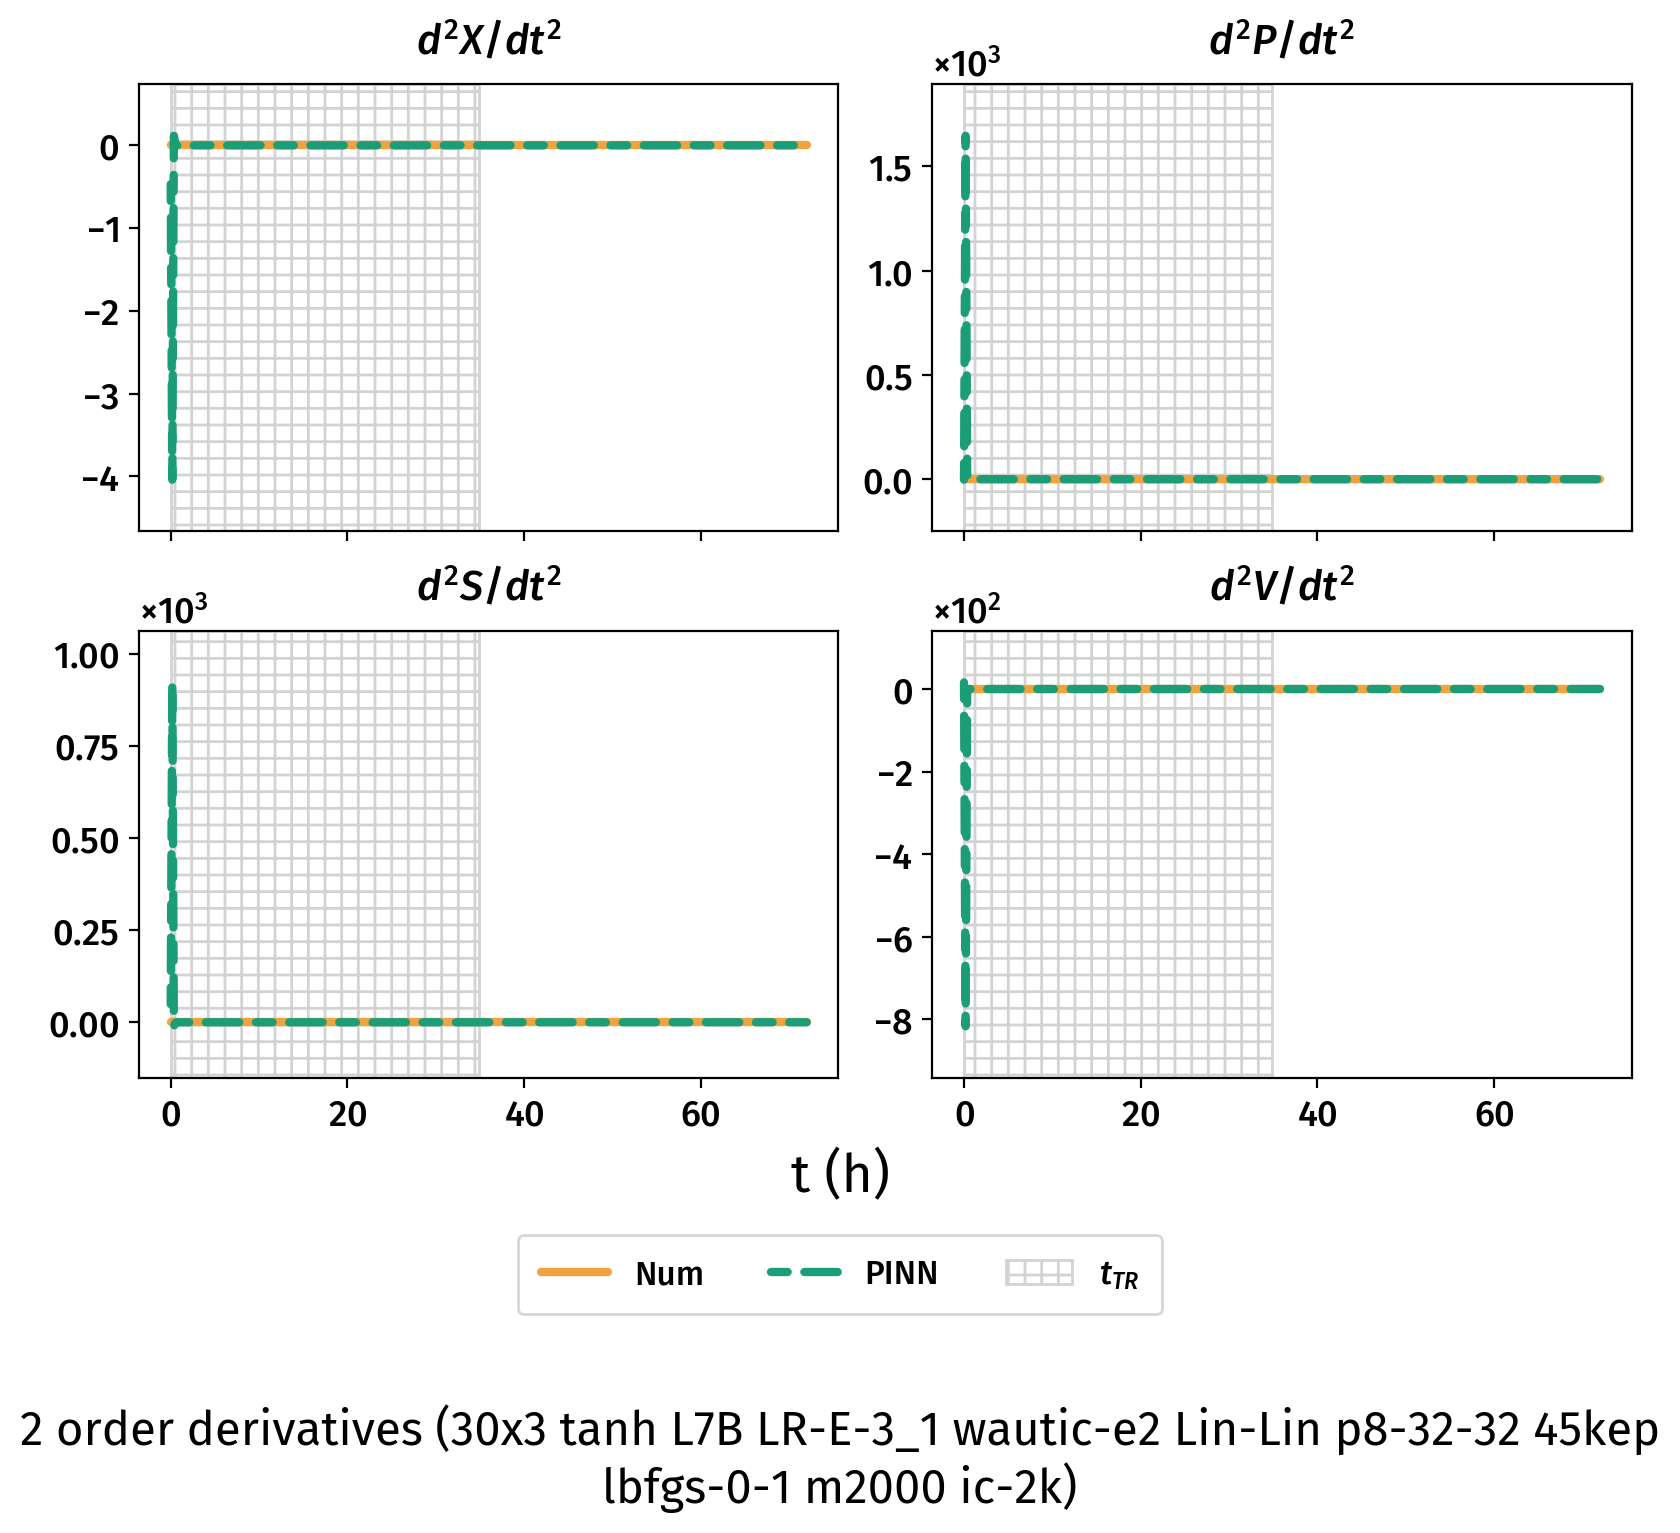 d²X/dt²
0
−1
−2
−3
−4
d²P/dt²
×10³
1.5
1.0
0.5
0.0
d²S/dt²
×10³
1.00
0.75
0.50
0.25
0.00
0 20 40 60
d²V/dt²
×10²
0
−2
−4
−6
−8
0 20 40 60
t (h)
Num PINN t_TR
2 order derivatives (30x3 tanh L7B LR-E-3_1 wautic-e2 Lin-Lin p8-32-32 45kep
lbfgs-0-1 m2000 ic-2k)